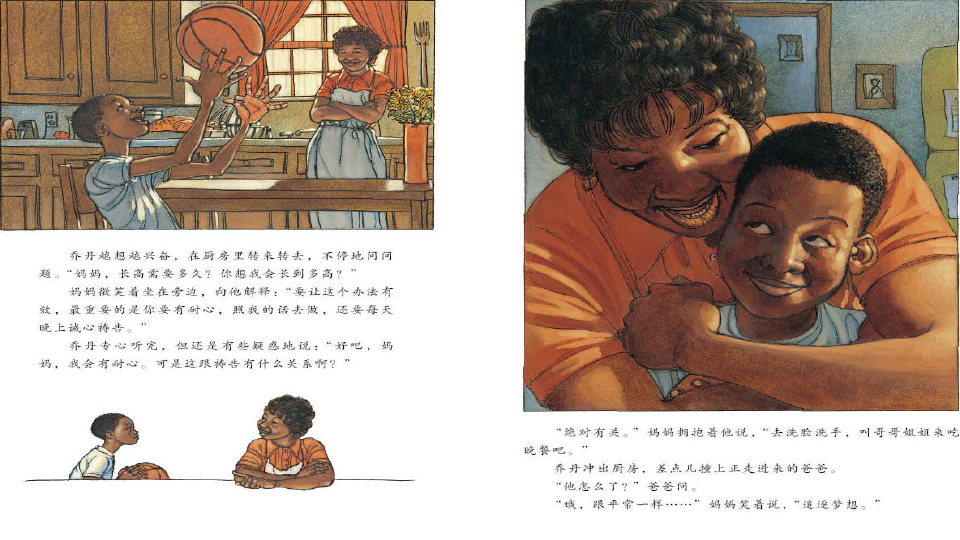 乔丹越想越兴奋，在厨房里转来转去，不停地问问
题。“妈妈，长高需要多久？你想我会长到多高？”
妈妈微笑着坐在旁边，向他解释：“要让这个办法有
效，最重要的是你要有耐心，照我的话去做，还要每天
晚上诚心祷告。”
乔丹专心听完，但还是有些疑惑地说：“好吧，妈
妈，我会有耐心。可是这跟祷告有什么关系啊？”
“绝对有关。”妈妈拥抱着他说，“去洗脸洗手，叫哥哥姐姐来吃
晚餐吧。”
乔丹冲出厨房，差点儿撞上正走进来的爸爸。
“他怎么了？”爸爸问。
“哦，跟平常一样……”妈妈笑着说，“追逐梦想。”